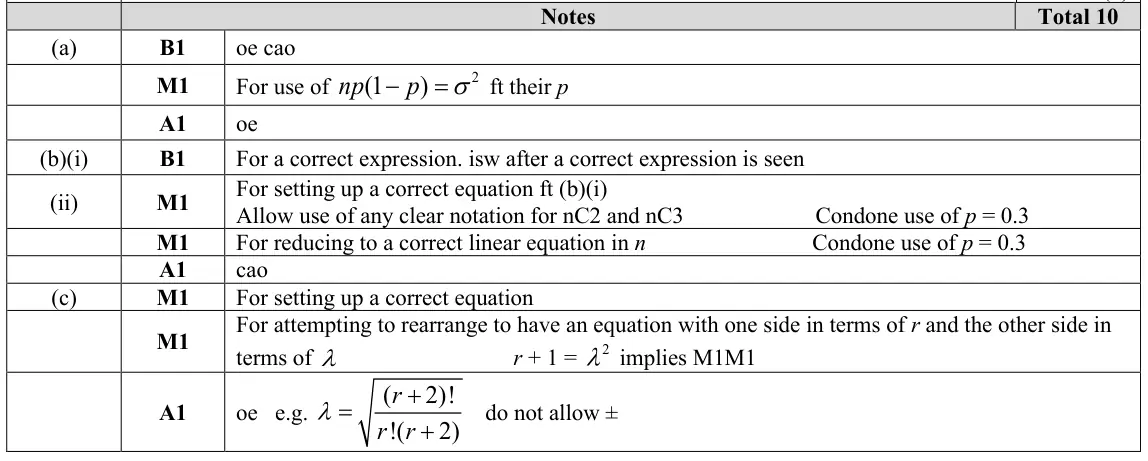 Notes Total 10
(a) B1 oe cao
M1 For use of np(1 − p) = σ² ft their p
A1 oe
(b)(i) B1 For a correct expression. isw after a correct expression is seen
(ii) M1 For setting up a correct equation ft (b)(i)
Allow use of any clear notation for nC2 and nC3 Condone use of p = 0.3
M1 For reducing to a correct linear equation in n Condone use of p = 0.3
A1 cao
(c) M1 For setting up a correct equation
M1 For attempting to rearrange to have an equation with one side in terms of r and the other side in
terms of λ r + 1 = λ² implies M1M1
A1 oe e.g. λ = √((r + 2)! / (r!(r + 2))) do not allow ±